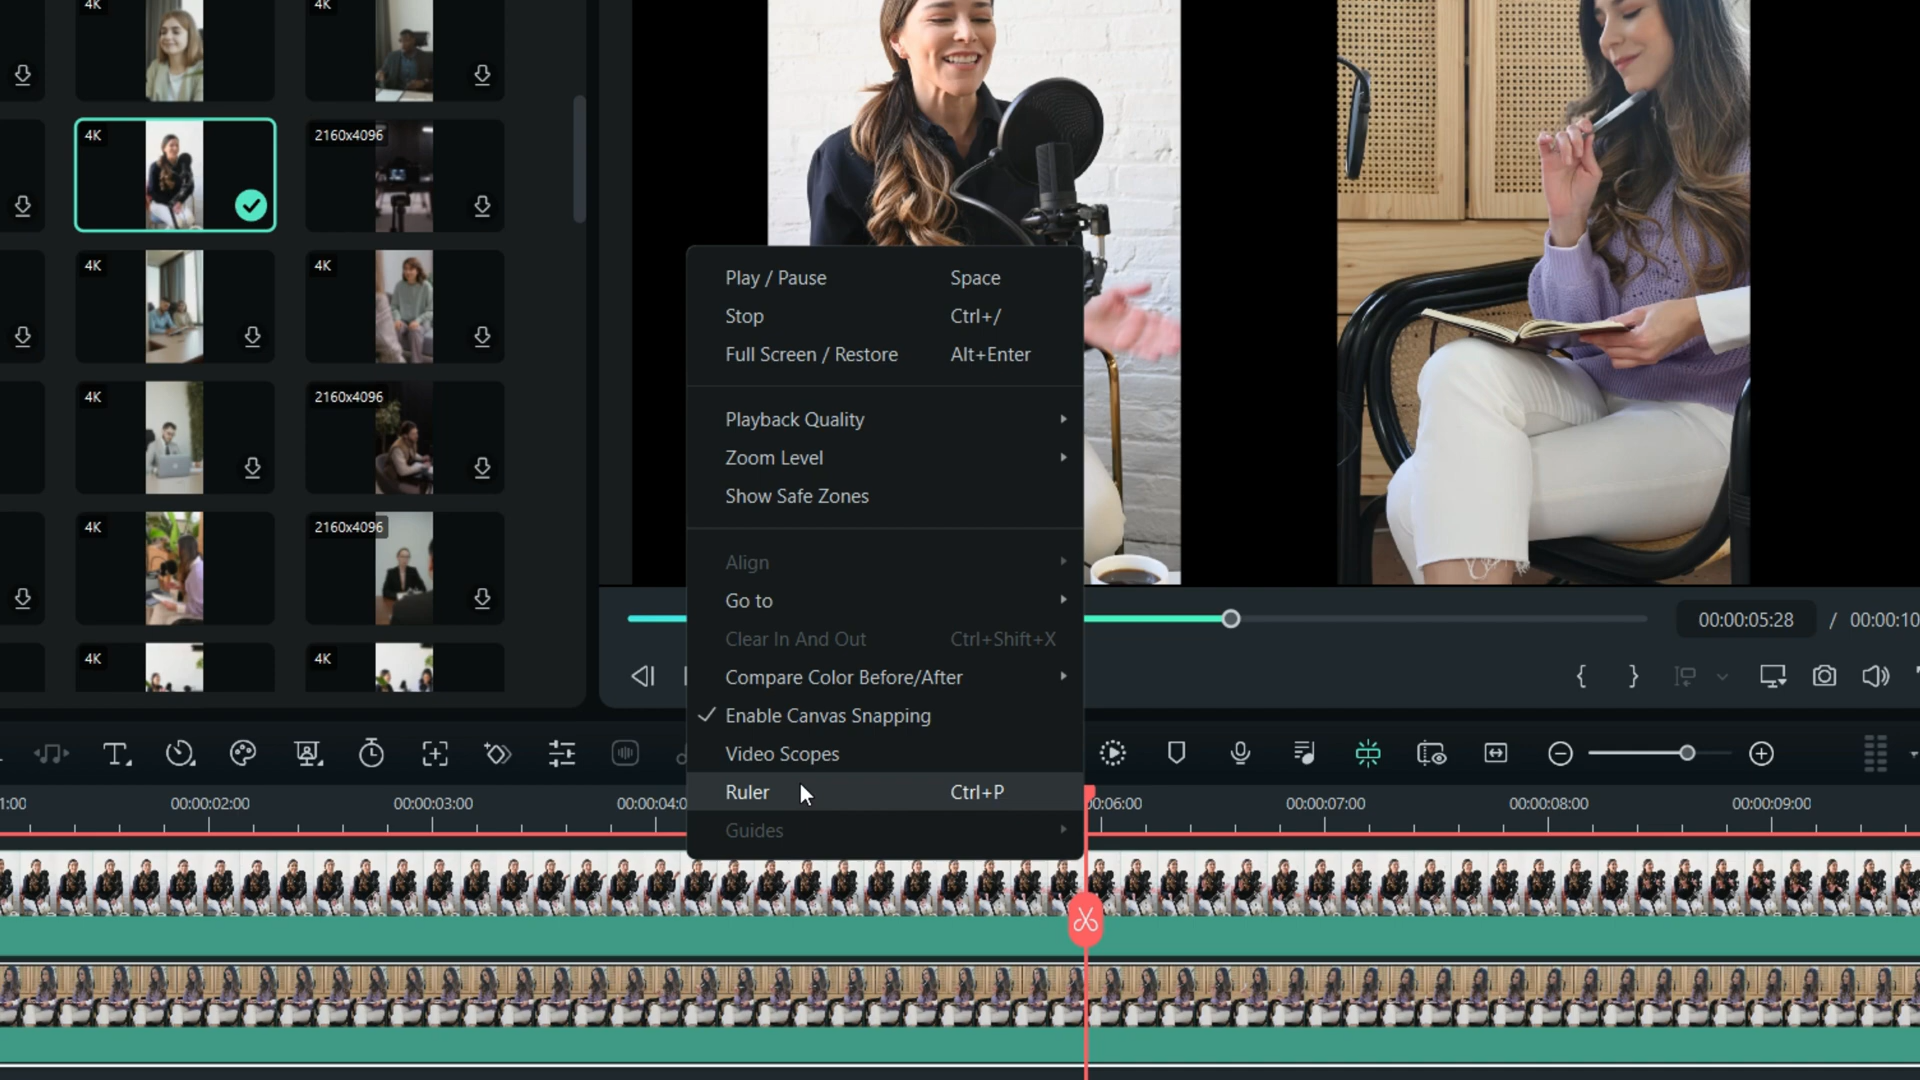 4K
4K
4K
2160x4096
4K
4K
4K
2160x4096
4K
2160x4096
4K
4K
Play / Pause Space
Stop Ctrl+/
Full Screen / Restore Alt+Enter
Playback Quality
Zoom Level
Show Safe Zones
Align
Go to
Clear In And Out Ctrl+Shift+X
Compare Color Before/After
Enable Canvas Snapping
Video Scopes
Ruler Ctrl+P
Guides
00:00:05:28 / 00:00:10
1:00 00:00:02:00 00:00:03:00 00:00:04:0 0:06:00 00:00:07:00 00:00:08:00 00:00:09:00